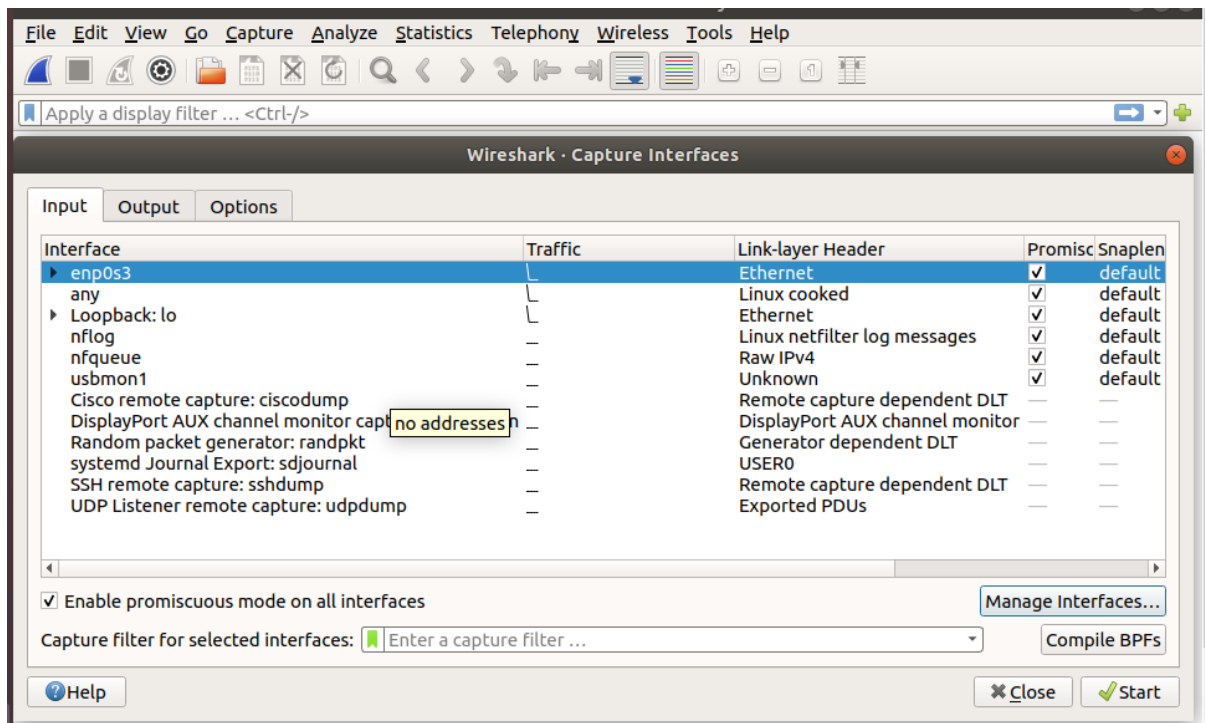 File Edit View Go Capture Analyze Statistics Telephony Wireless Tools Help
Apply a display filter … <Ctrl-/>
Wireshark · Capture Interfaces
Input Output Options
Interface Traffic Link-layer Header Promisc Snaplen
enp0s3 Ethernet default
any Linux cooked default
Loopback: lo Ethernet default
nflog Linux netfilter log messages default
nfqueue Raw IPv4 default
usbmon1 Unknown default
Cisco remote capture: ciscodump Remote capture dependent DLT — —
DisplayPort AUX channel monitor capt no addresses n DisplayPort AUX channel monitor — —
Random packet generator: randpkt Generator dependent DLT — —
systemd Journal Export: sdjournal USER0 — —
SSH remote capture: sshdump Remote capture dependent DLT — —
UDP Listener remote capture: udpdump Exported PDUs — —
Enable promiscuous mode on all interfaces Manage Interfaces…
Capture filter for selected interfaces: Enter a capture filter … Compile BPFs
Help Close Start